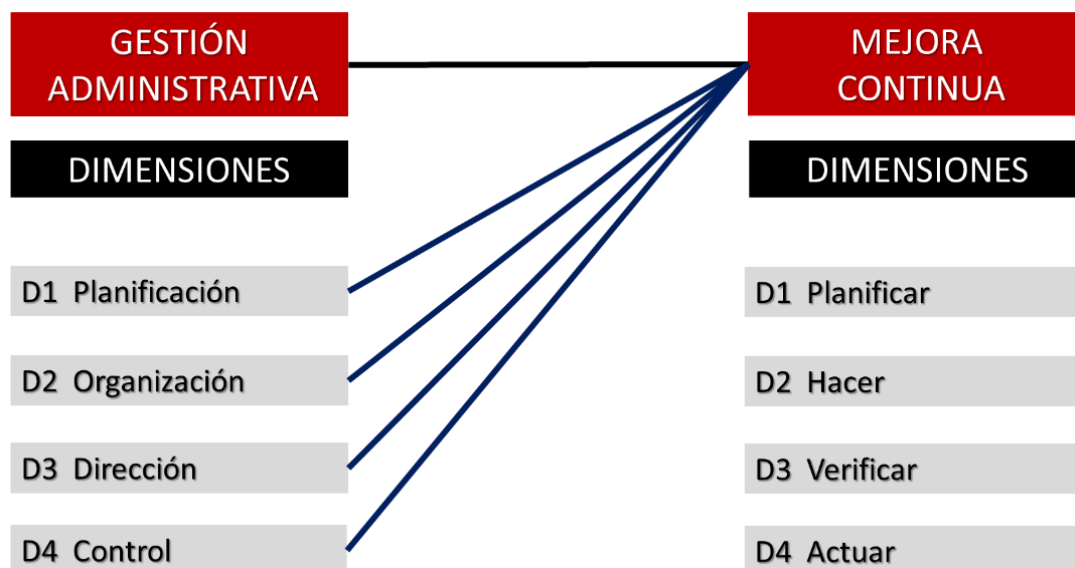 GESTIÓN
ADMINISTRATIVA
DIMENSIONES
D1 Planificación
D2 Organización
D3 Dirección
D4 Control
MEJORA
CONTINUA
DIMENSIONES
D1 Planificar
D2 Hacer
D3 Verificar
D4 Actuar